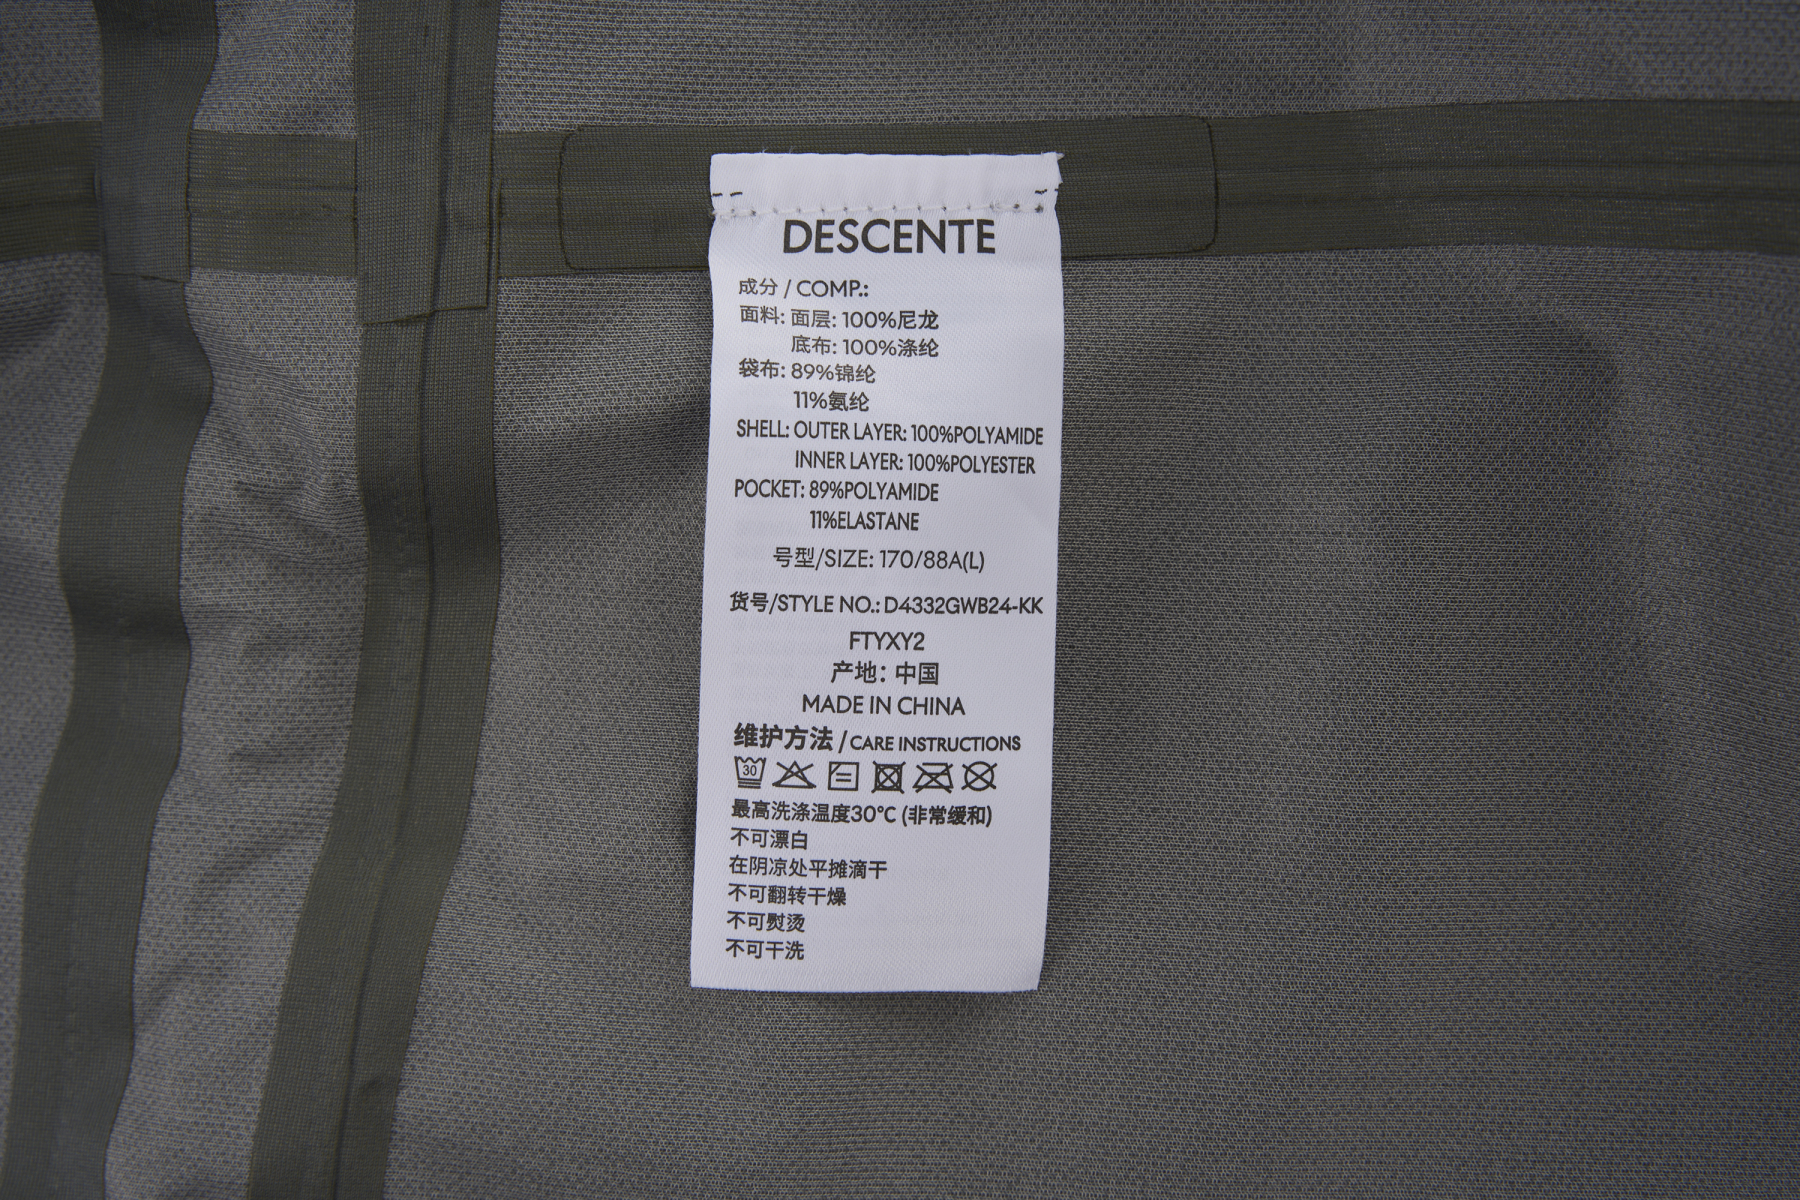 DESCENTE
成分 / COMP.:
面料: 面层: 100%尼龙
底布: 100%涤纶
袋布: 89%锦纶
11%氨纶
SHELL: OUTER LAYER: 100%POLYAMIDE
INNER LAYER: 100%POLYESTER
POCKET: 89%POLYAMIDE
11%ELASTANE
号型/SIZE: 170/88A(L)
货号/STYLE NO.: D4332GWB24-KK
FTYXY2
产地: 中国
MADE IN CHINA
维护方法 / CARE INSTRUCTIONS
30
最高洗涤温度30℃ (非常缓和)
不可漂白
在阴凉处平摊滴干
不可翻转干燥
不可熨烫
不可干洗